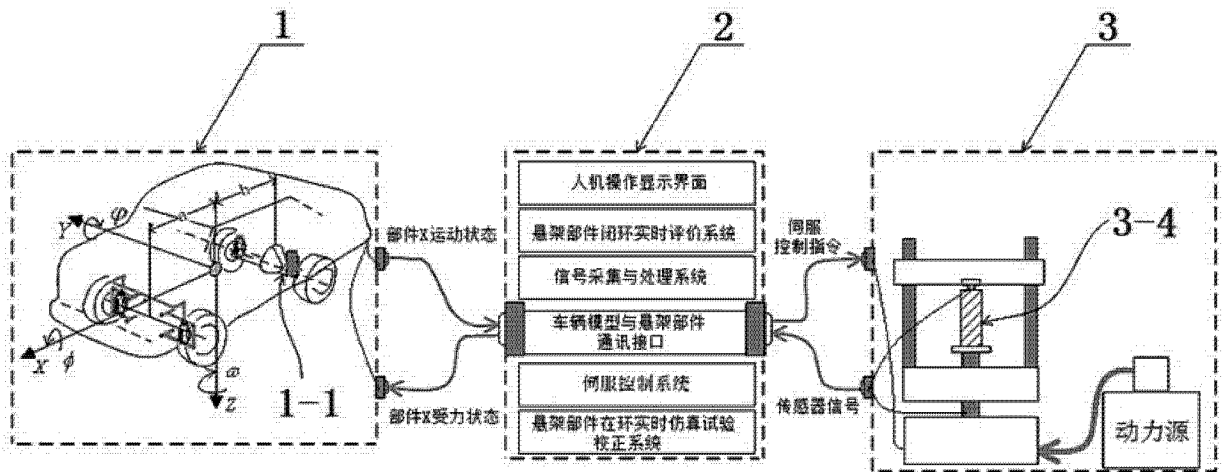 1
2
3
人机操作显示界面
悬架部件闭环实时评价系统
信号采集与处理系统
车辆模型与悬架部件
通讯接口
伺服控制系统
悬架部件在环实时仿真试验
校正系统
部件X运动状态
部件X受力状态
伺服
控制指令
传感器信号
3-4
动力源
1-1
b
a
Y
φ
X
ϕ
ω
Z